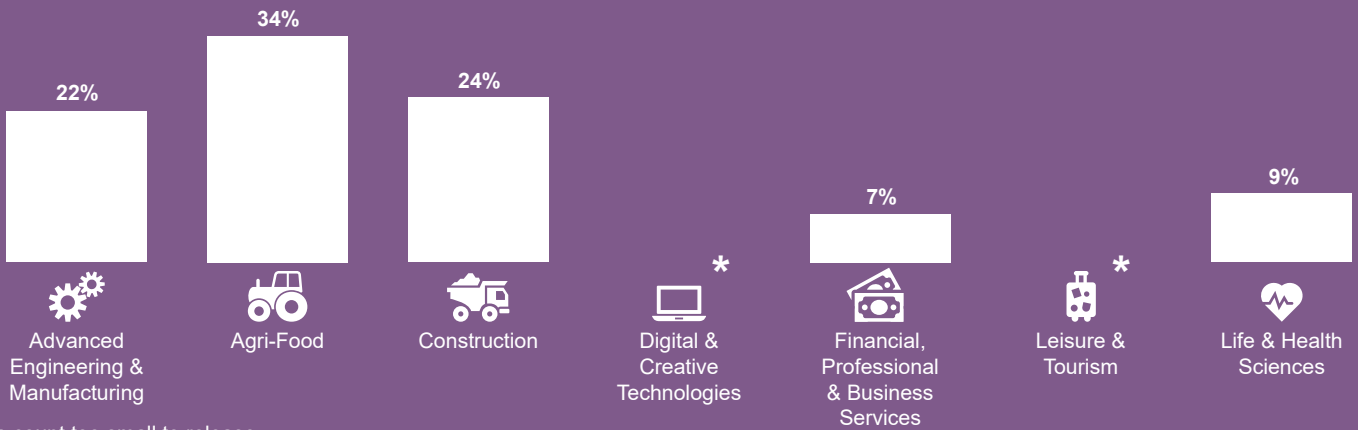 34%
22%
24%
7%
9%
*
*
Advanced
Engineering &
Manufacturing
Agri-Food
Construction
Digital &
Creative
Technologies
Financial,
Professional
& Business
Services
Leisure &
Tourism
Life & Health
Sciences